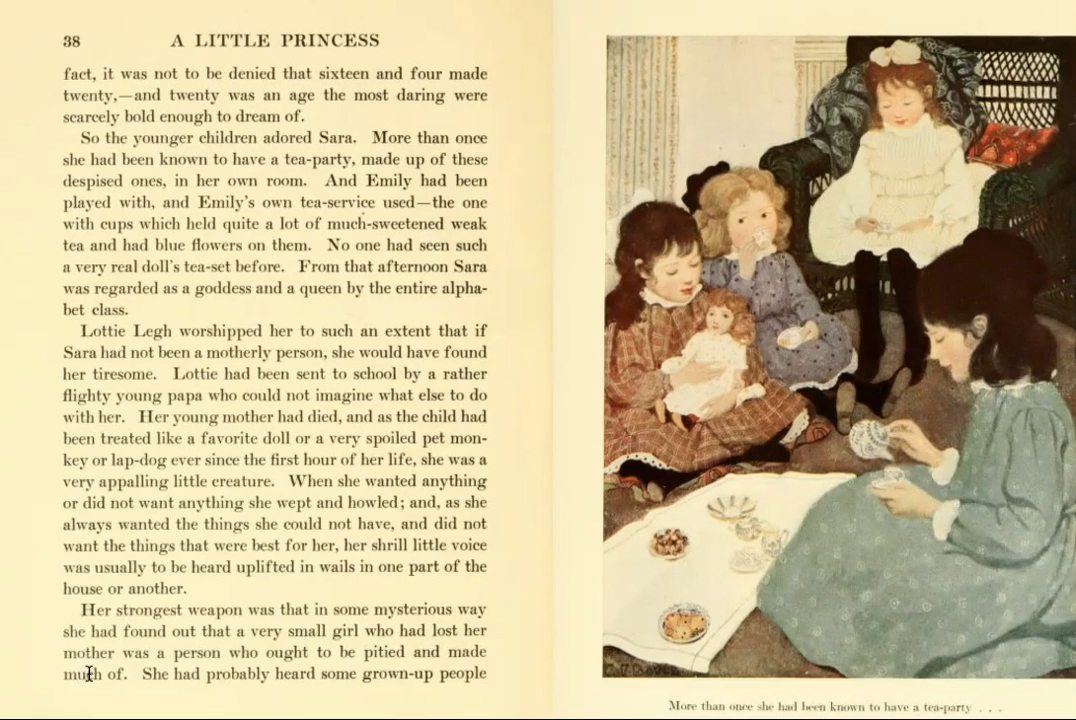 38 A LITTLE PRINCESS
fact, it was not to be denied that sixteen and four made
twenty,—and twenty was an age the most daring were
scarcely bold enough to dream of.
So the younger children adored Sara. More than once
she had been known to have a tea-party, made up of these
despised ones, in her own room. And Emily had been
played with, and Emily's own tea-service used—the one
with cups which held quite a lot of much-sweetened weak
tea and had blue flowers on them. No one had seen such
a very real doll's tea-set before. From that afternoon Sara
was regarded as a goddess and a queen by the entire alpha-
bet class.
Lottie Legh worshipped her to such an extent that if
Sara had not been a motherly person, she would have found
her tiresome. Lottie had been sent to school by a rather
flighty young papa who could not imagine what else to do
with her. Her young mother had died, and as the child had
been treated like a favorite doll or a very spoiled pet mon-
key or lap-dog ever since the first hour of her life, she was a
very appalling little creature. When she wanted anything
or did not want anything she wept and howled; and, as she
always wanted the things she could not have, and did not
want the things that were best for her, her shrill little voice
was usually to be heard uplifted in wails in one part of the
house or another.
Her strongest weapon was that in some mysterious way
she had found out that a very small girl who had lost her
mother was a person who ought to be pitied and made
much of. She had probably heard some grown-up people
More than once she had been known to have a tea-party . . .